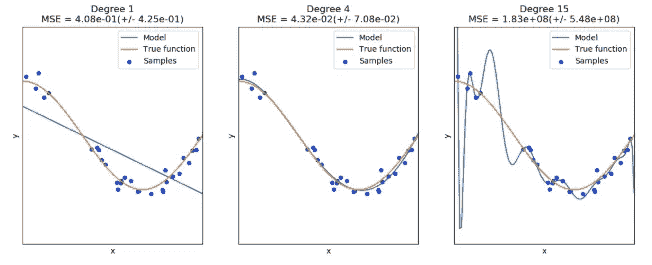 Degree 1
MSE = 4.08e-01(+/- 4.25e-01)
Model
True function
Samples
y
x
Degree 4
MSE = 4.32e-02(+/- 7.08e-02)
Model
True function
Samples
y
x
Degree 15
MSE = 1.83e+08(+/- 5.48e+08)
Model
True function
Samples
y
x